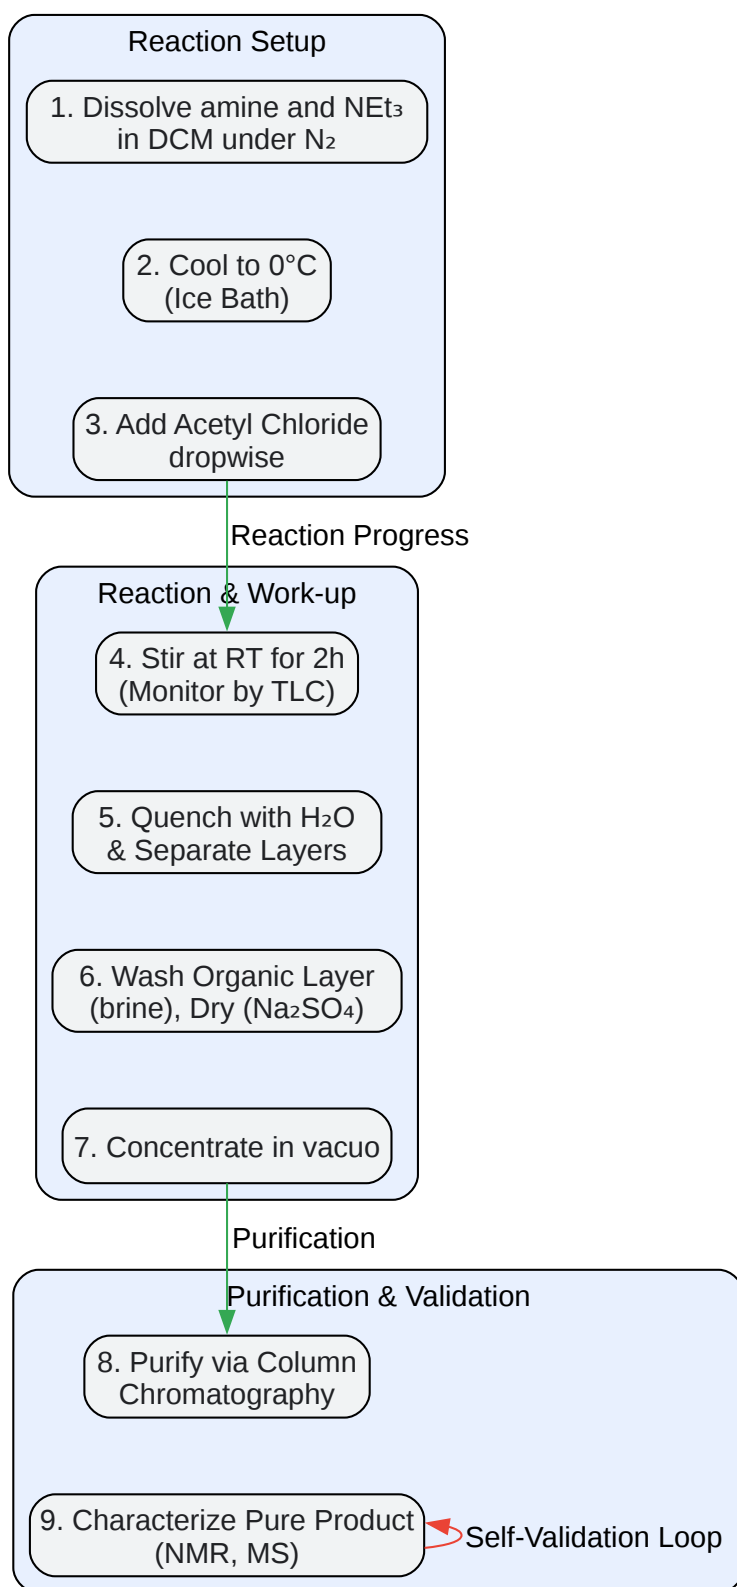 Reaction Setup
1. Dissolve amine and NEt₃
in DCM under N₂
2. Cool to 0°C
(Ice Bath)
3. Add Acetyl Chloride
dropwise
Reaction Progress
Reaction & Work-up
4. Stir at RT for 2h
(Monitor by TLC)
5. Quench with H₂O
& Separate Layers
6. Wash Organic Layer
(brine), Dry (Na₂SO₄)
7. Concentrate in vacuo
Purification
Purification & Validation
8. Purify via Column
Chromatography
9. Characterize Pure Product
(NMR, MS)
Self-Validation Loop